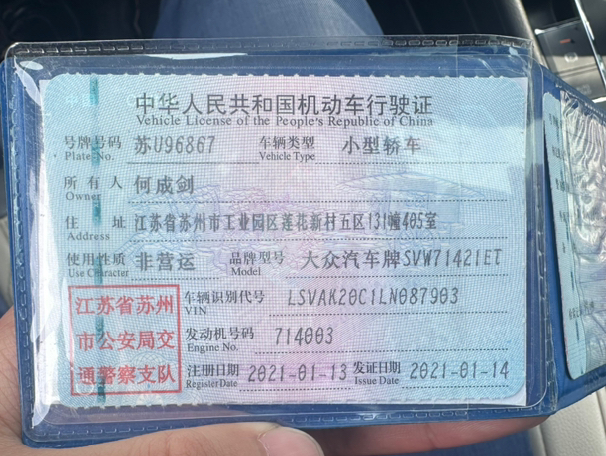 中华人民共和国机动车行驶证
Vehicle License of the People's Republic of China
号牌号码 苏U96867 车辆类型 小型轿车
Plate No. Vehicle Type
所有人 何成剑
Owner
住址 江苏省苏州市工业园区莲花新村五区131幢405室
Address
使用性质 非营运 品牌型号 大众汽车牌SVW71421ET
Use Character Model
江苏省苏州 车辆识别代号 LSVAK20C1LN087903
VIN
市公安局交 发动机号码 714003
Engine No.
通警察支队 注册日期 2021-01-13 发证日期 2021-01-14
Register Date Issue Date